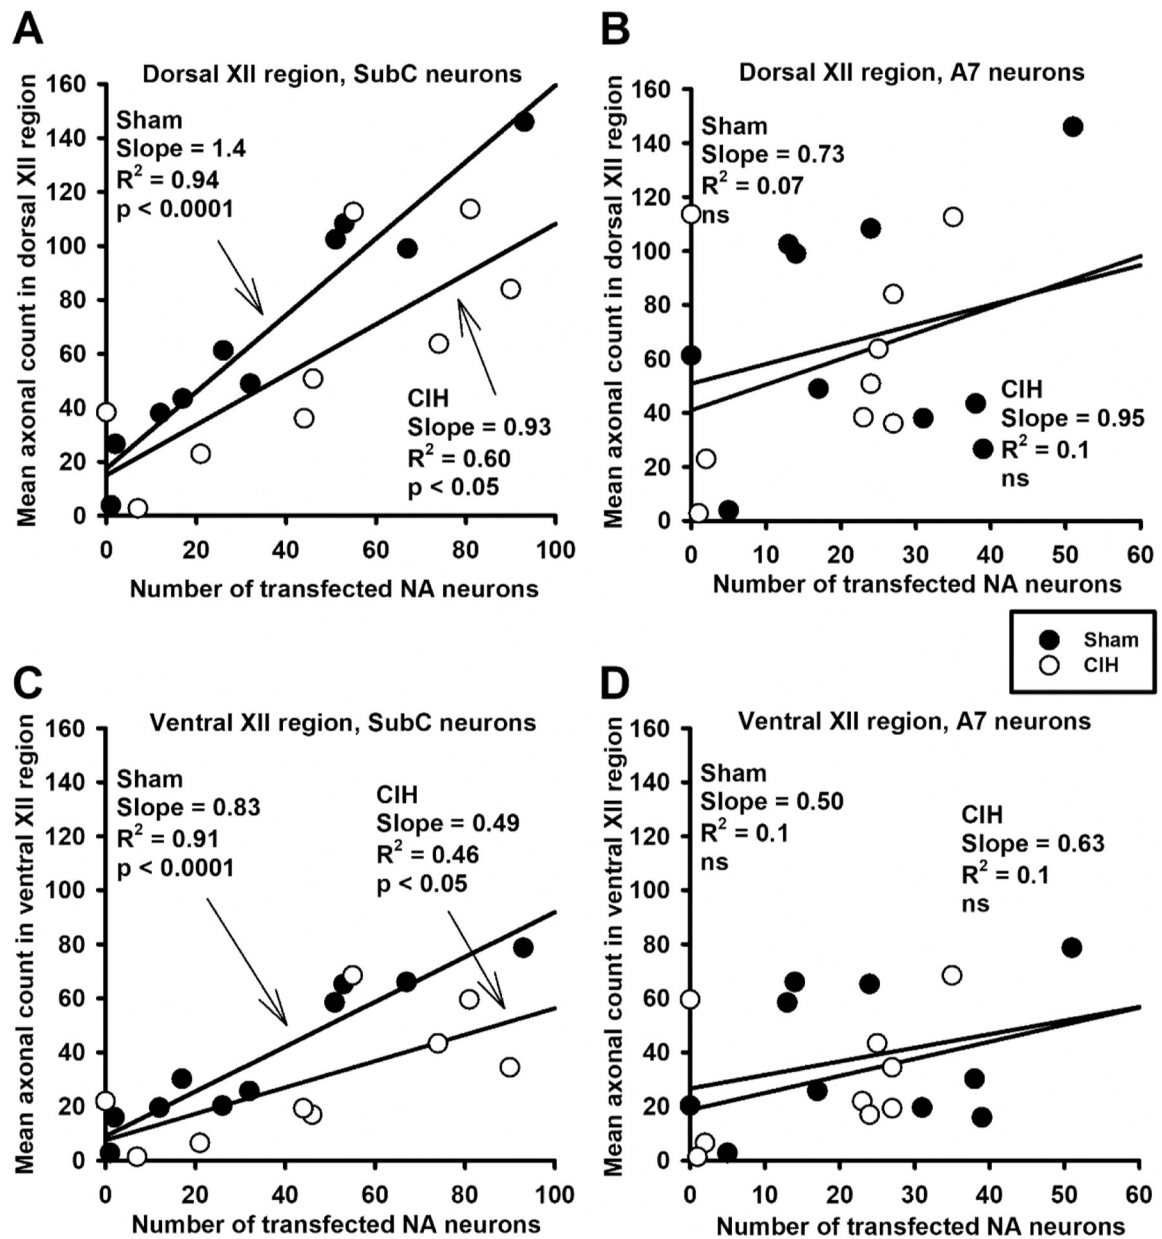 A
Dorsal XII region, SubC neurons
Mean axonal count in dorsal XII region
160
140
120
100
80
60
40
20
0
Sham
Slope = 1.4
R² = 0.94
p < 0.0001
CIH
Slope = 0.93
R² = 0.60
p < 0.05
0 20 40 60 80 100
Number of transfected NA neurons
B
Dorsal XII region, A7 neurons
Mean axonal count in dorsal XII region
160
140
120
100
80
60
40
20
0
Sham
Slope = 0.73
R² = 0.07
ns
CIH
Slope = 0.95
R² = 0.1
ns
0 10 20 30 40 50 60
Number of transfected NA neurons
Sham
CIH
C
Ventral XII region, SubC neurons
Mean axonal count in ventral XII region
160
140
120
100
80
60
40
20
0
Sham
Slope = 0.83
R² = 0.91
p < 0.0001
CIH
Slope = 0.49
R² = 0.46
p < 0.05
0 20 40 60 80 100
Number of transfected NA neurons
D
Ventral XII region, A7 neurons
Mean axonal count in ventral XII region
160
140
120
100
80
60
40
20
0
Sham
Slope = 0.50
R² = 0.1
ns
CIH
Slope = 0.63
R² = 0.1
ns
0 10 20 30 40 50 60
Number of transfected NA neurons